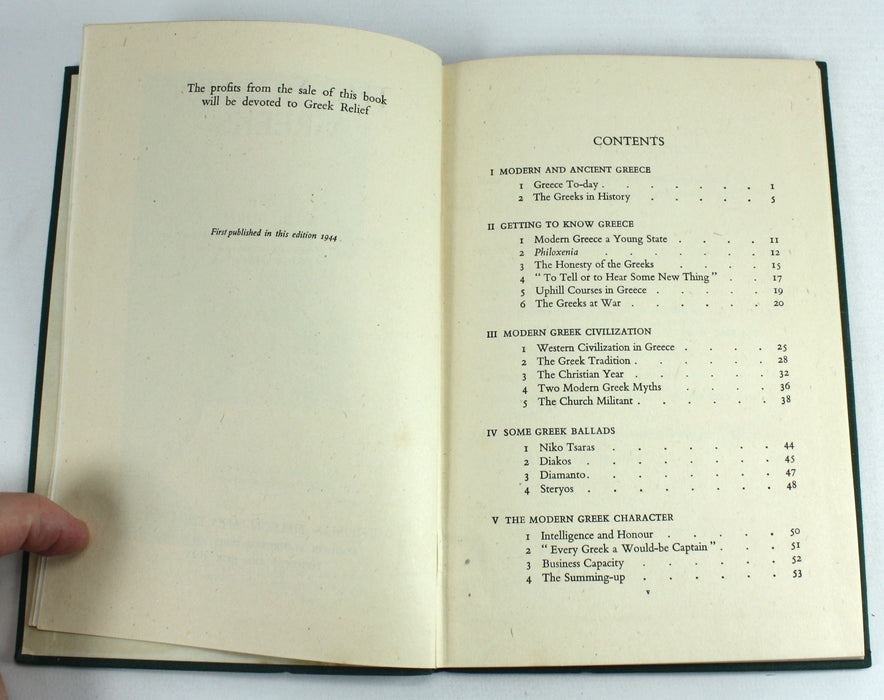 The profits from the sale of this book
will be devoted to Greek Relief
First published in this edition 1944
CONTENTS
I MODERN AND ANCIENT GREECE
1 Greece To-day . . . . . . . 1
2 The Greeks in History . . . . . 5
II GETTING TO KNOW GREECE
1 Modern Greece a Young State . . . . 11
2 Philoxenia . . . . . . . 12
3 The Honesty of the Greeks . . . . 15
4 “ To Tell or to Hear Some New Thing ” . . 17
5 Uphill Courses in Greece . . . . . 19
6 The Greeks at War . . . . . . 20
III MODERN GREEK CIVILIZATION
1 Western Civilization in Greece . . . . 25
2 The Greek Tradition . . . . . . 28
3 The Christian Year . . . . . . 32
4 Two Modern Greek Myths . . . . 36
5 The Church Militant . . . . . . 38
IV SOME GREEK BALLADS
1 Niko Tsaras . . . . . . 44
2 Diakos . . . . . . . 45
3 Diamanto . . . . . . . 47
4 Steryos . . . . . . . 48
V THE MODERN GREEK CHARACTER
1 Intelligence and Honour . . . . . 50
2 “ Every Greek a Would-be Captain ” . . . 51
3 Business Capacity . . . . . . 52
4 The Summing-up . . . . . . 53
v